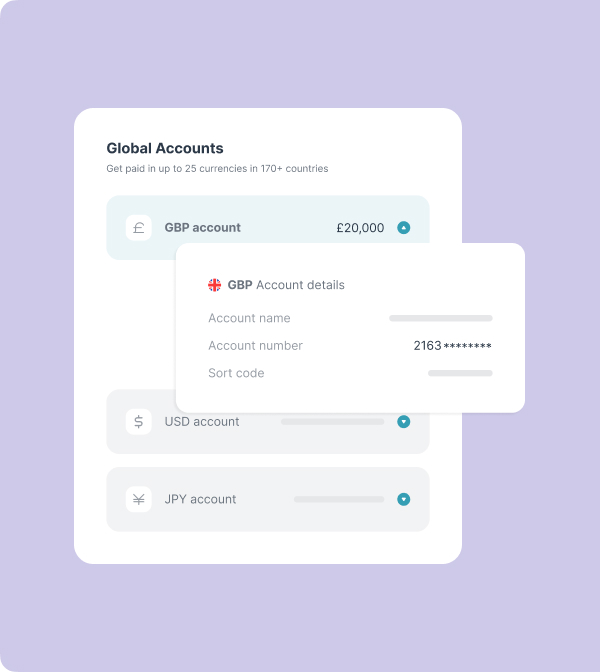 Global Accounts
Get paid in up to 25 currencies in 170+ countries
£
GBP account £20,000
GBP Account details
Account name
Account number 2163********
Sort code
$
USD account
¥
JPY account